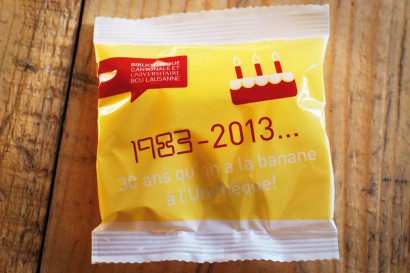 BIBLIOTHÈQUE
CANTONALE ET
UNIVERSITAIRE
BCU LAUSANNE
1983-2013...
30 ans qu'on a la banane
à l'Unithèque!